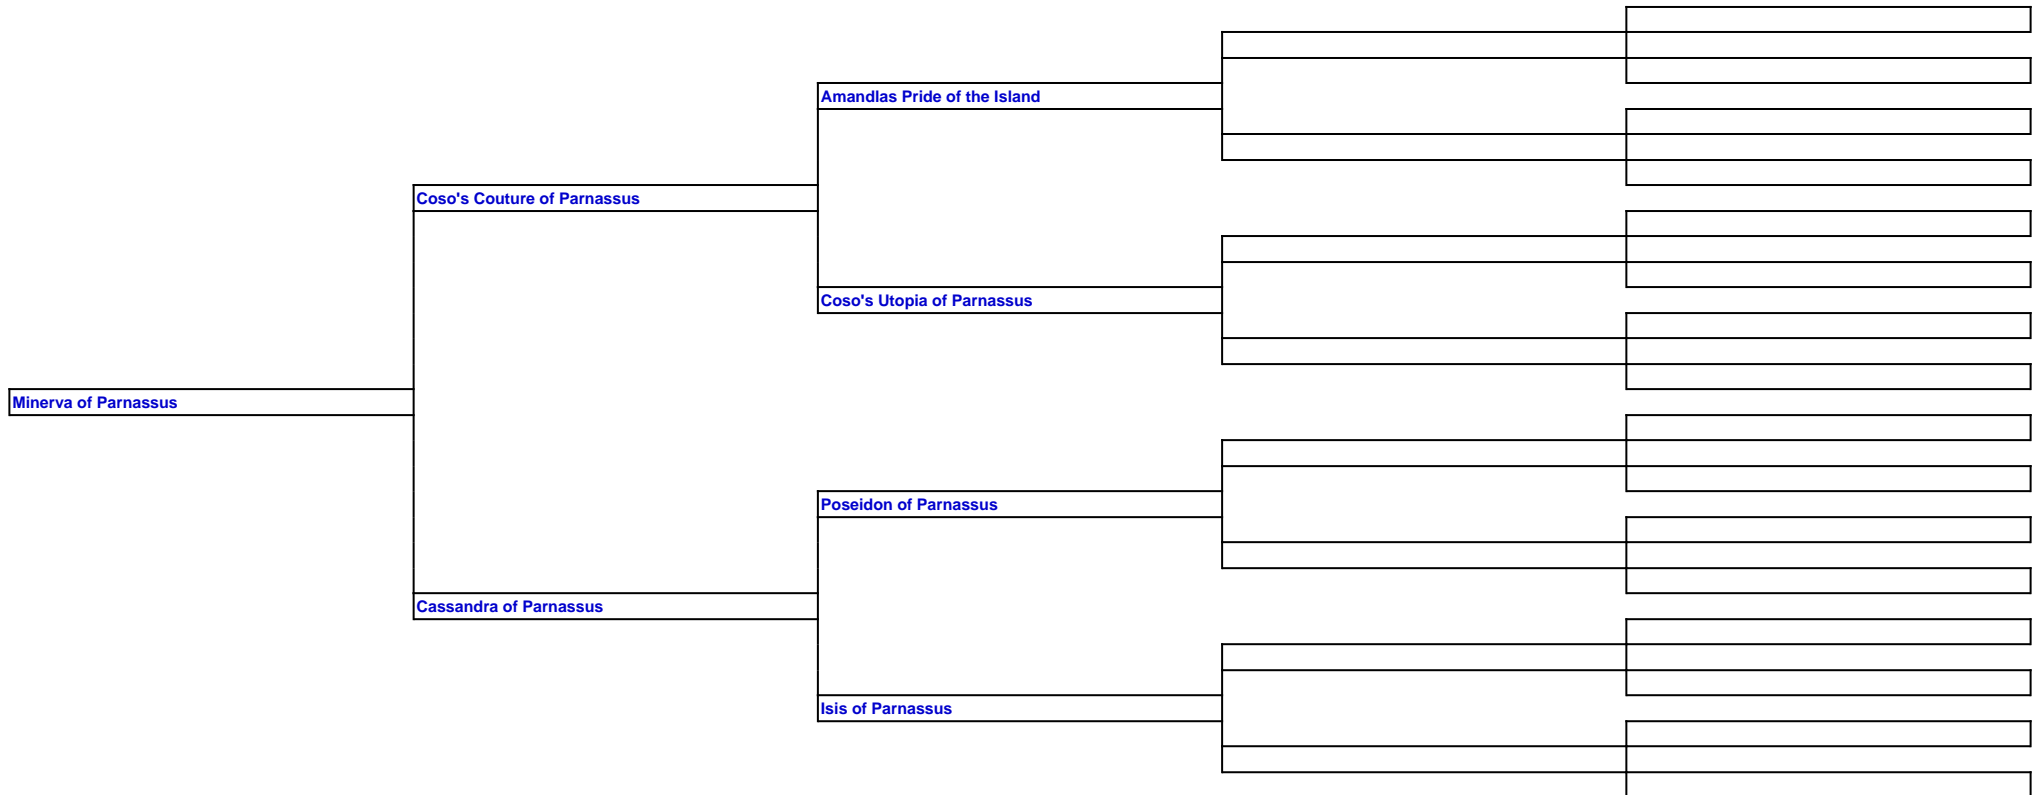 Amandlas Pride of the Island
Coso's Couture of Parnassus
Coso's Utopia of Parnassus
Minerva of Parnassus
Poseidon of Parnassus
Cassandra of Parnassus
Isis of Parnassus